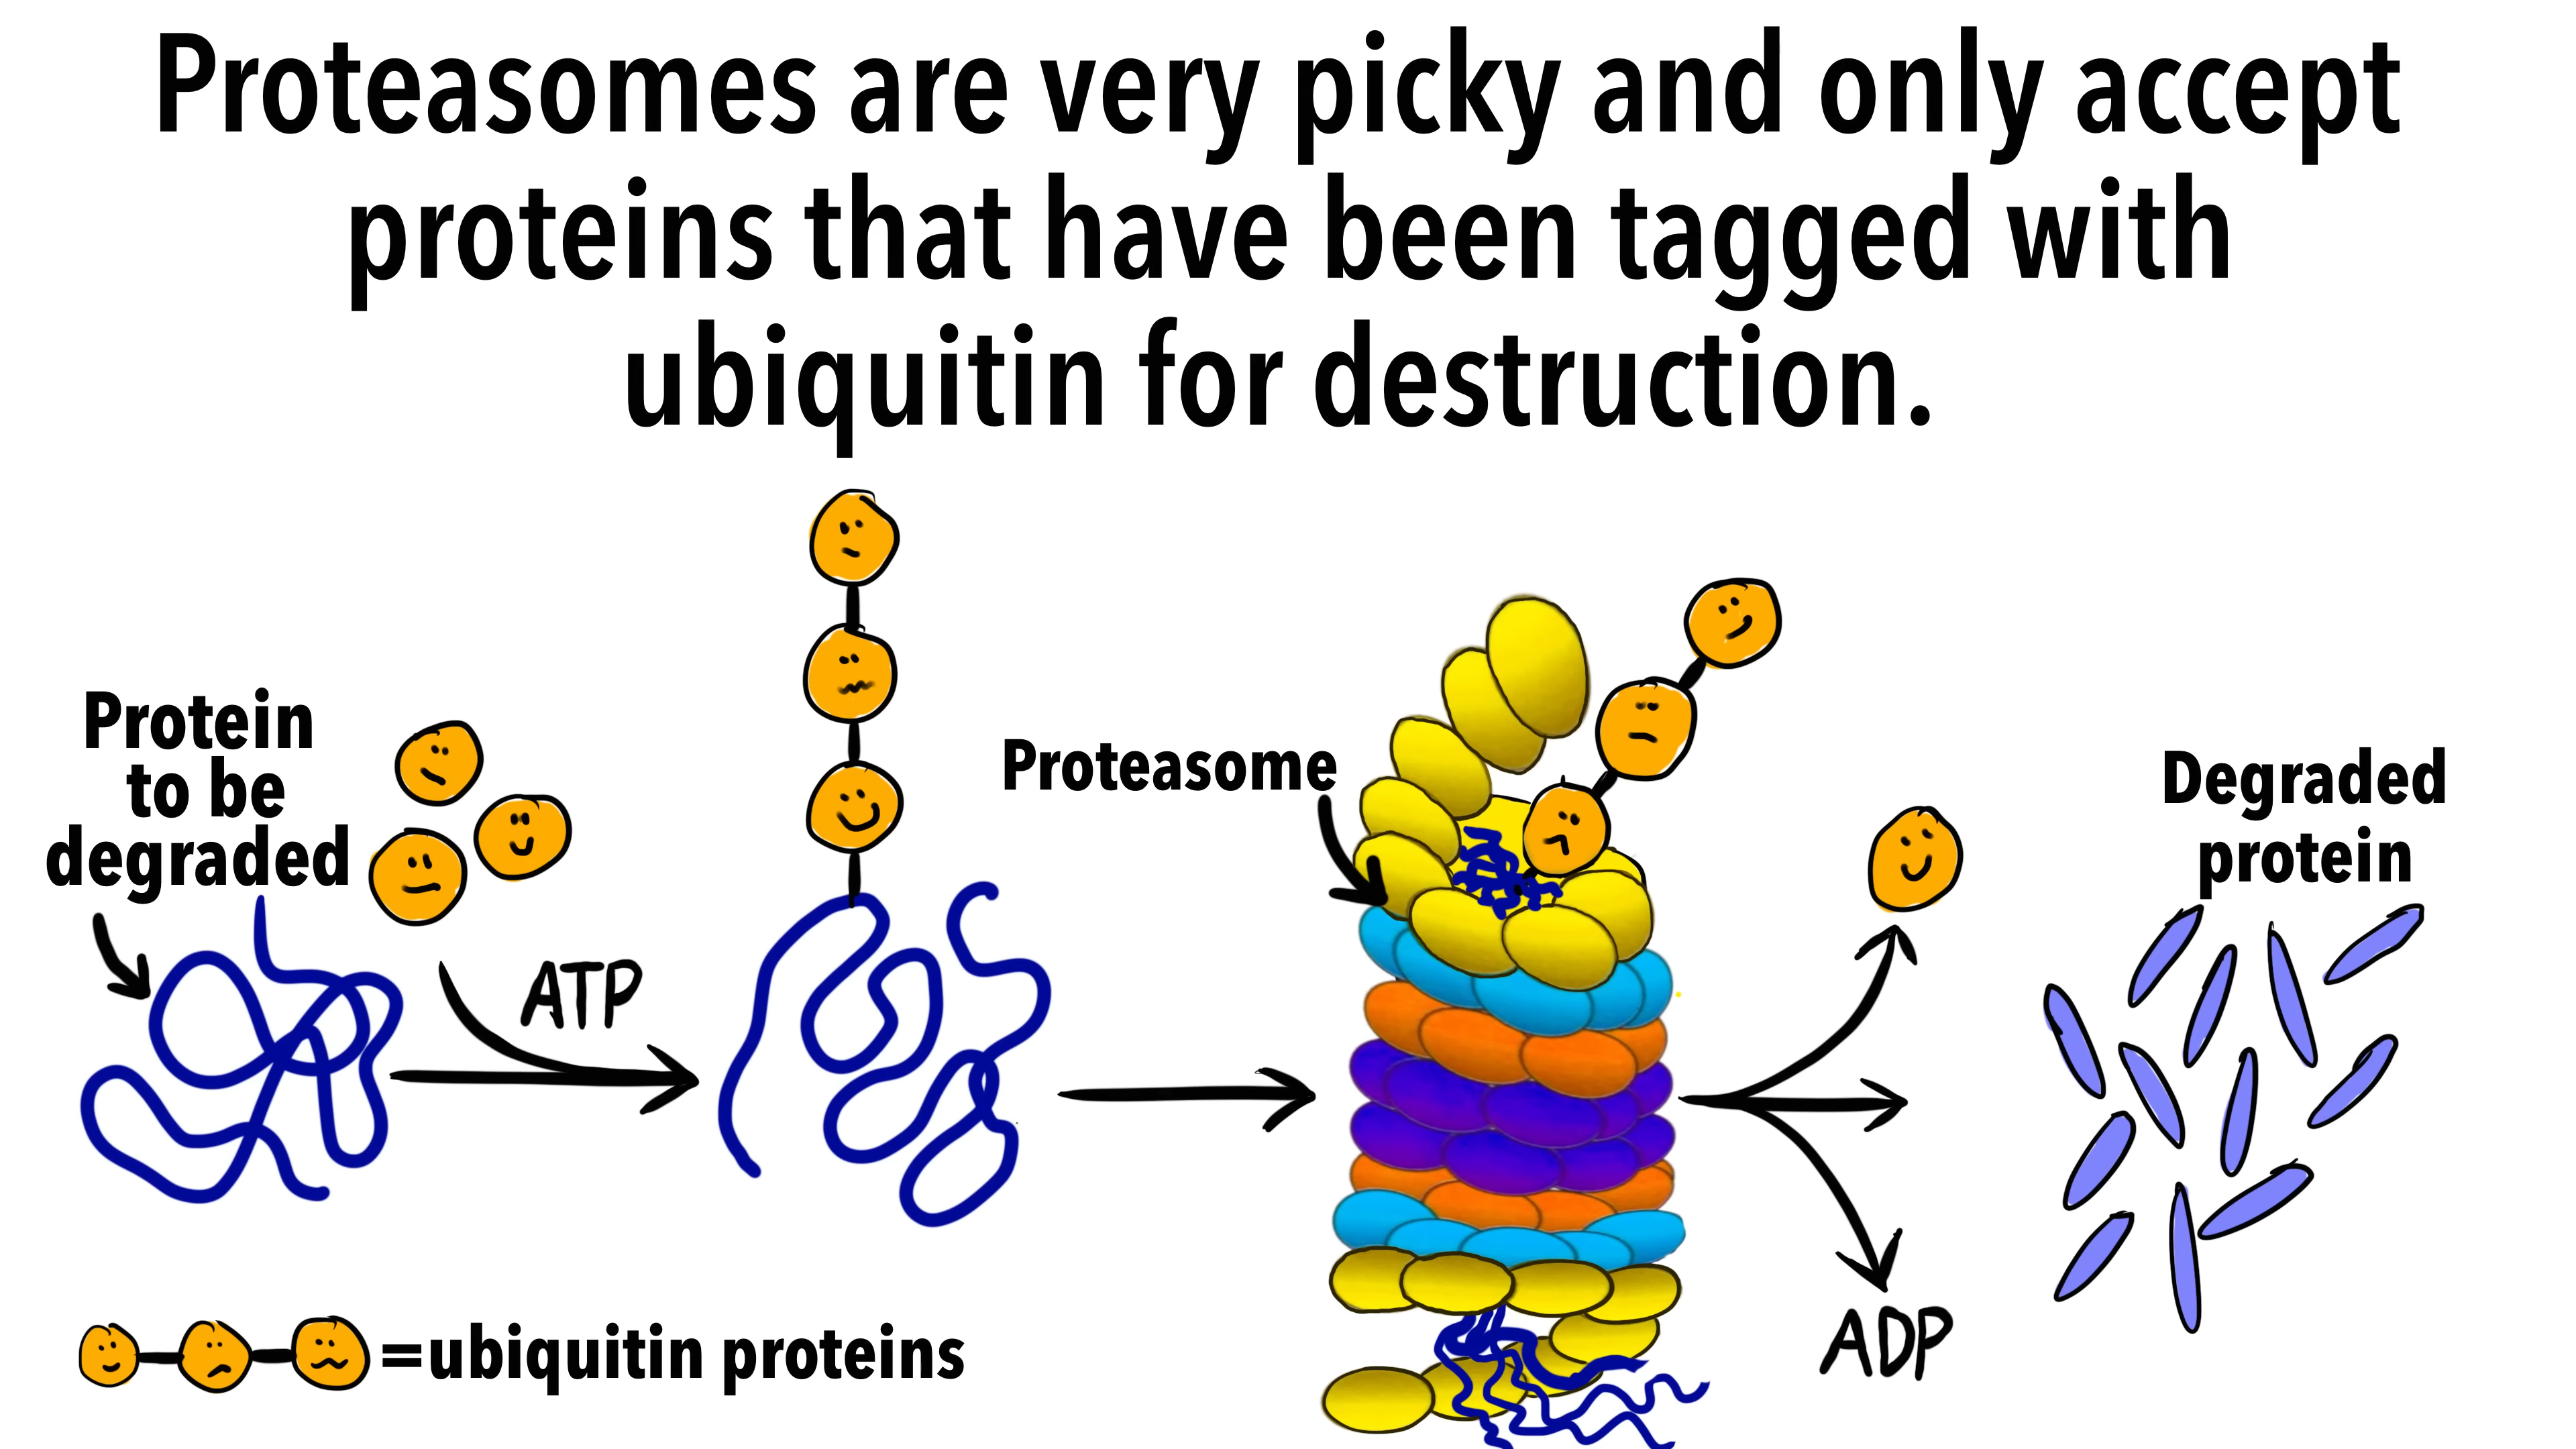 Proteasomes are very picky and only accept
proteins that have been tagged with
ubiquitin for destruction.
Protein
to be
degraded
ATP
Proteasome
Degraded
protein
ADP
=ubiquitin proteins